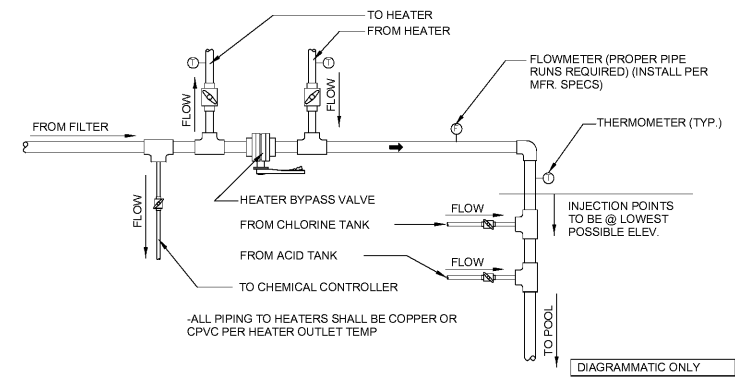 TO HEATER
FROM HEATER
FLOWMETER (PROPER PIPE
RUNS REQUIRED) (INSTALL PER
MFR. SPECS)
T
T
FLOW
FLOW
FROM FILTER
F
THERMOMETER (TYP.)
T
HEATER BYPASS VALVE
FLOW
FLOW
INJECTION POINTS
TO BE @ LOWEST
POSSIBLE ELEV.
FROM CHLORINE TANK
FROM ACID TANK
FLOW
TO CHEMICAL CONTROLLER
-ALL PIPING TO HEATERS SHALL BE COPPER OR
CPVC PER HEATER OUTLET TEMP
TO POOL
DIAGRAMMATIC ONLY